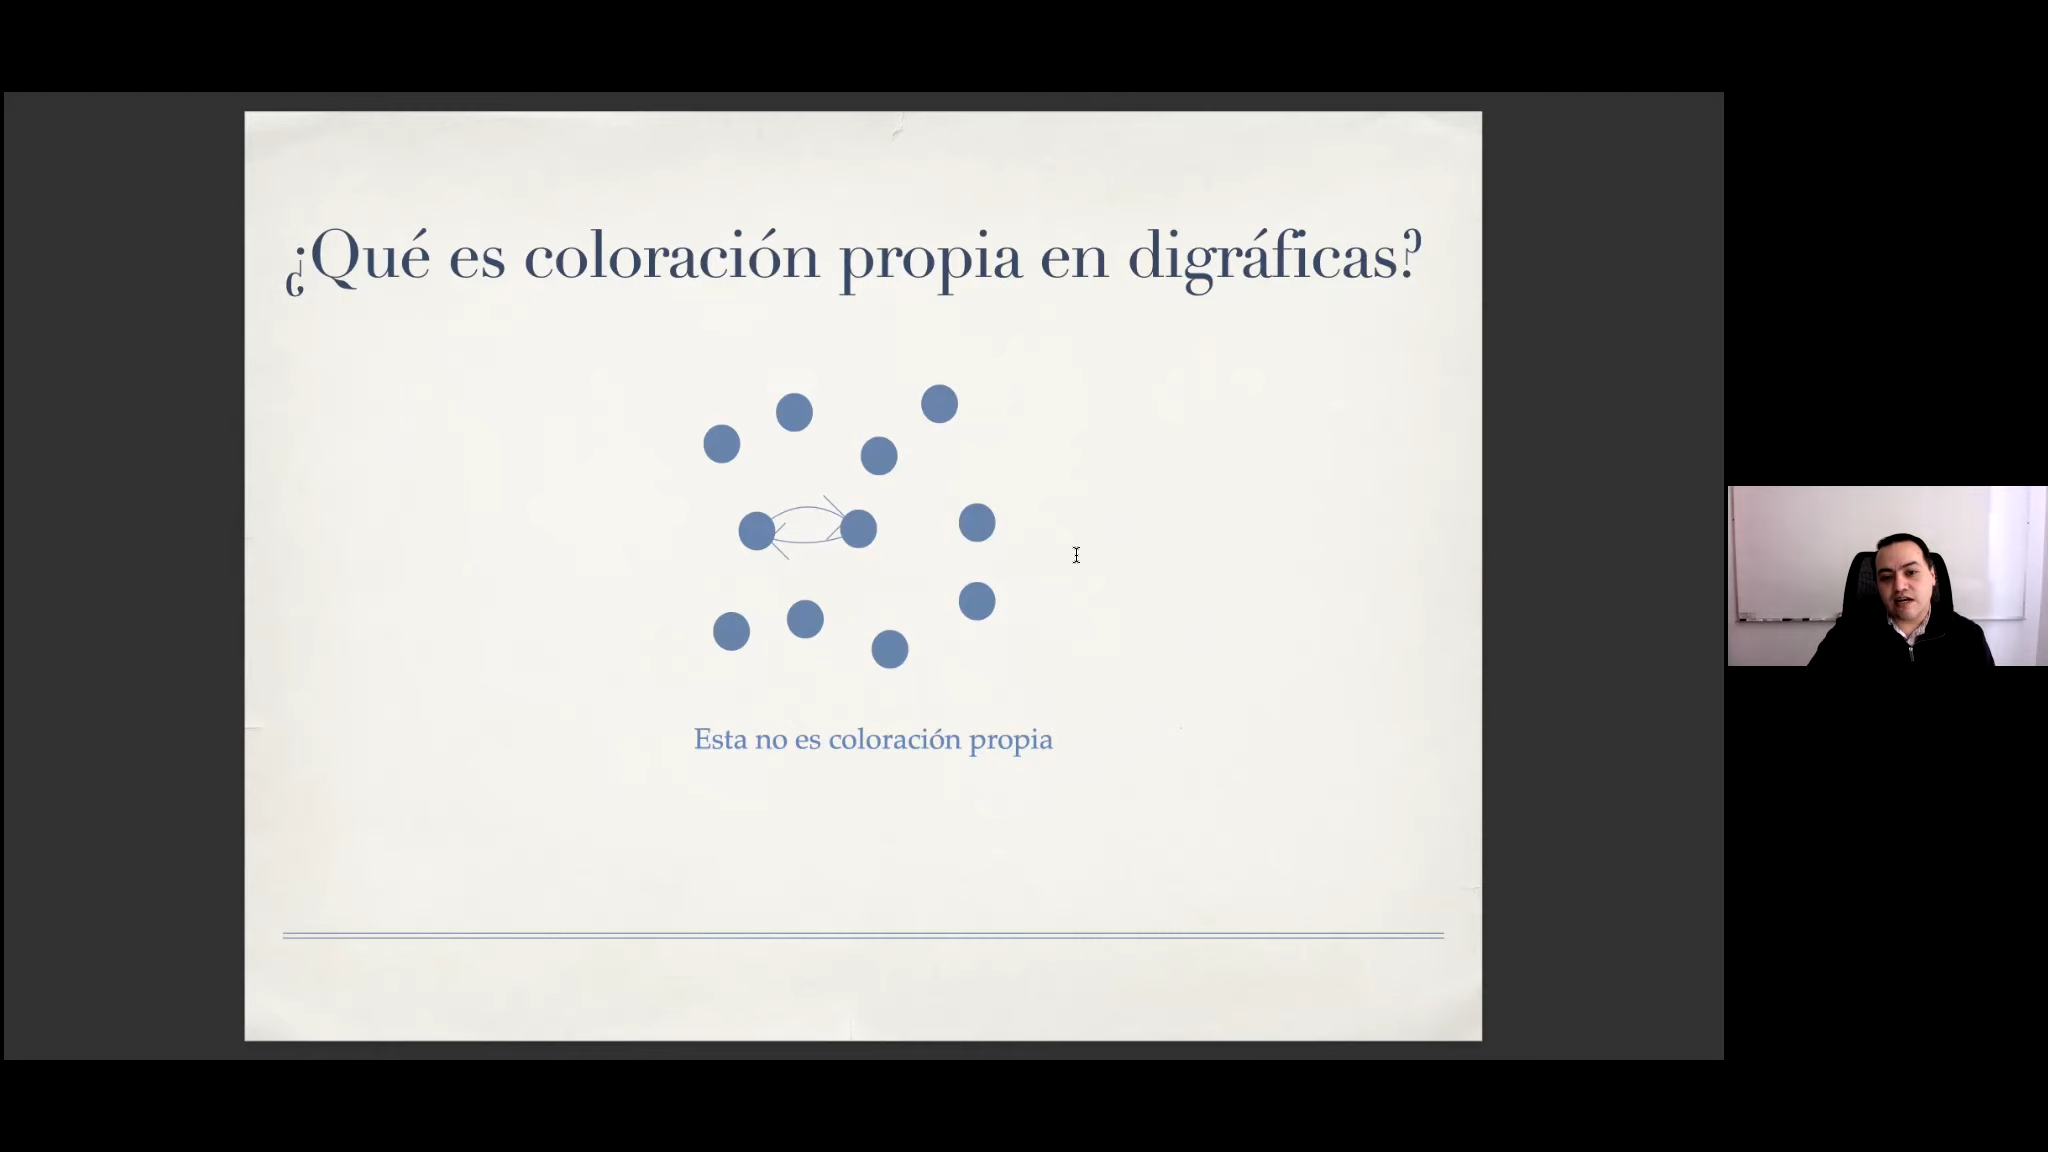 ¿Qué es coloración propia en digráficas?
Esta no es coloración propia